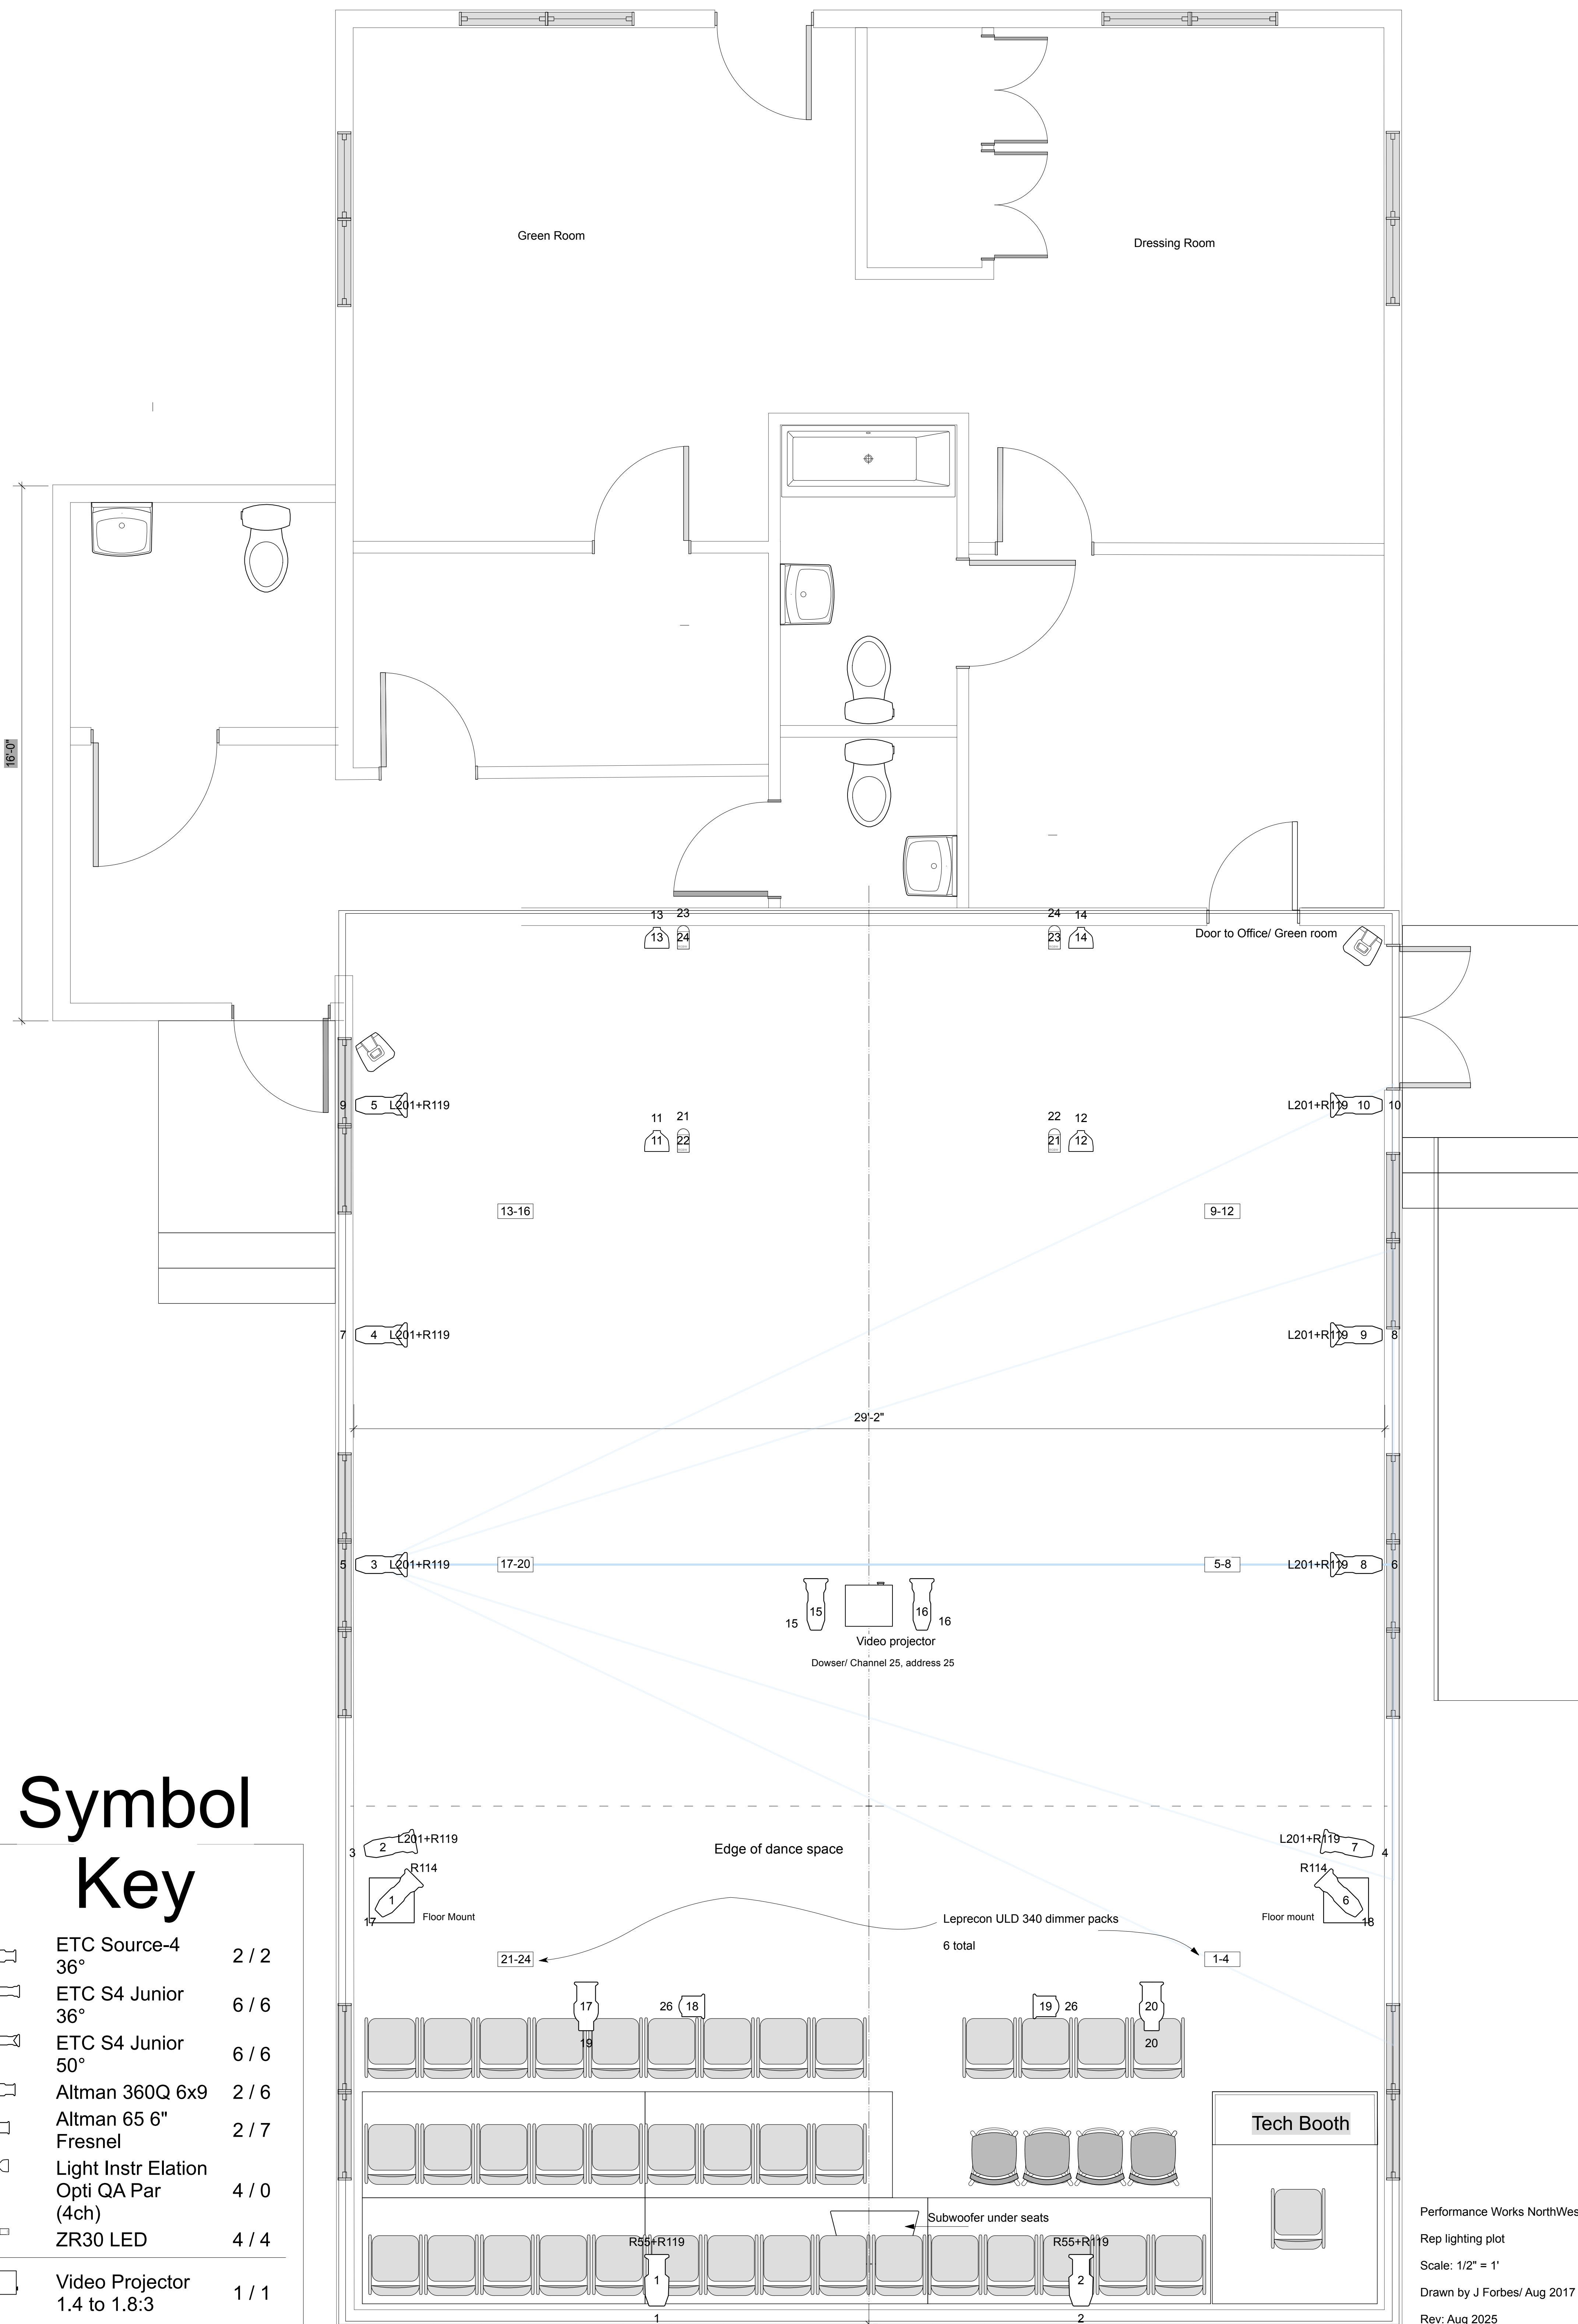 Green Room
Dressing Room
16'-0"
13 23
24 14
13 24
23 14
Door to Office/ Green room
9 5 L201+R119
L201+R119 10 10
11 21
22 12
11 22
21 12
13-16
9-12
7 4 L201+R119
L201+R119 9 8
29'-2"
5 3 L201+R119
17-20
5-8
L201+R119 8 6
15 15
16 16
Video projector
Dowser/ Channel 25, address 25
Symbol
Key
3 2 L201+R119
Edge of dance space
L201+R119 7 4
R114
R114
1
6
17
18
Floor Mount
Floor mount
Leprecon ULD 340 dimmer packs
6 total
21-24
1-4
17
26 18
19 26
20
19
20
ETC Source-4
36°
2 / 2
ETC S4 Junior
36°
6 / 6
ETC S4 Junior
50°
6 / 6
Altman 360Q 6x9 2 / 6
Altman 65 6"
Fresnel
2 / 7
Light Instr Elation
Opti QA Par
(4ch)
4 / 0
ZR30 LED 4 / 4
Video Projector
1.4 to 1.8:3
1 / 1
Tech Booth
Subwoofer under seats
R55+R119
R55+R119
1
2
1
2
Performance Works NorthWes
Rep lighting plot
Scale: 1/2" = 1'
Drawn by J Forbes/ Aug 2017
Rev: Aug 2025